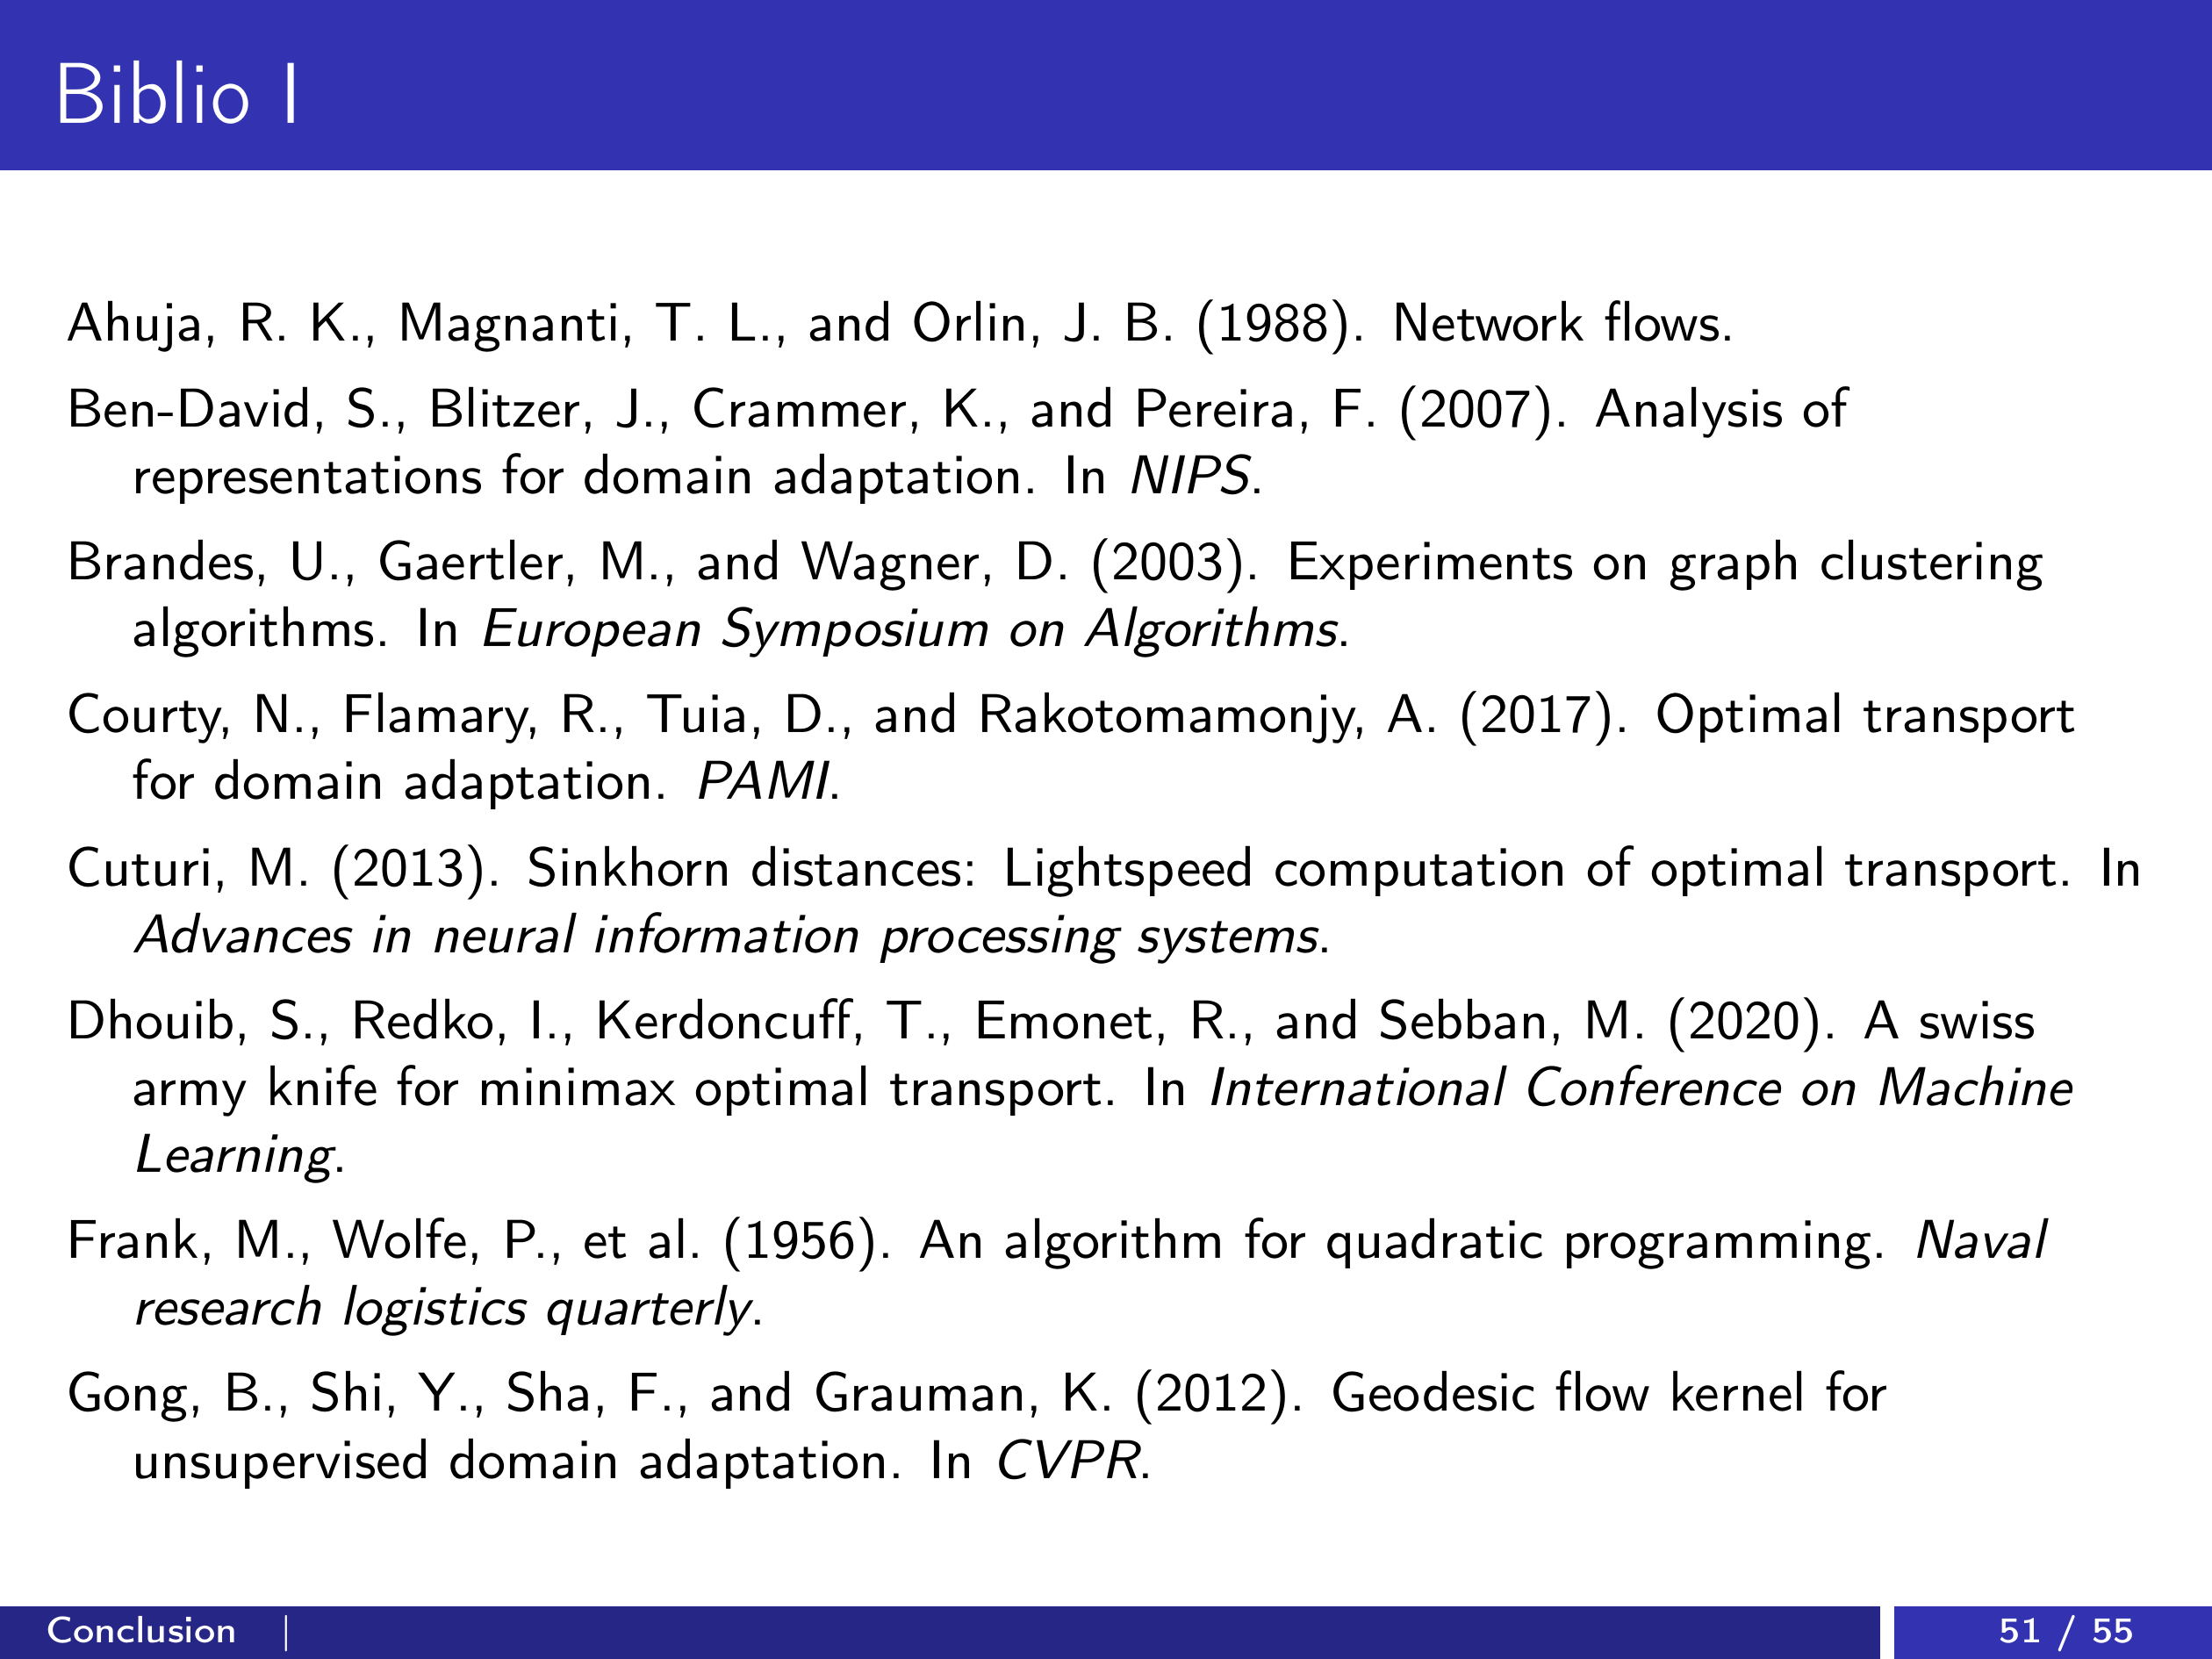 Biblio I
Ahuja, R. K., Magnanti, T. L., and Orlin, J. B. (1988). Network flows.
Ben-David, S., Blitzer, J., Crammer, K., and Pereira, F. (2007). Analysis of
representations for domain adaptation. In NIPS.
Brandes, U., Gaertler, M., and Wagner, D. (2003). Experiments on graph clustering
algorithms. In European Symposium on Algorithms.
Courty, N., Flamary, R., Tuia, D., and Rakotomamonjy, A. (2017). Optimal transport
for domain adaptation. PAMI.
Cuturi, M. (2013). Sinkhorn distances: Lightspeed computation of optimal transport. In
Advances in neural information processing systems.
Dhouib, S., Redko, I., Kerdoncuff, T., Emonet, R., and Sebban, M. (2020). A swiss
army knife for minimax optimal transport. In International Conference on Machine
Learning.
Frank, M., Wolfe, P., et al. (1956). An algorithm for quadratic programming. Naval
research logistics quarterly.
Gong, B., Shi, Y., Sha, F., and Grauman, K. (2012). Geodesic flow kernel for
unsupervised domain adaptation. In CVPR.
Conclusion |
51 / 55